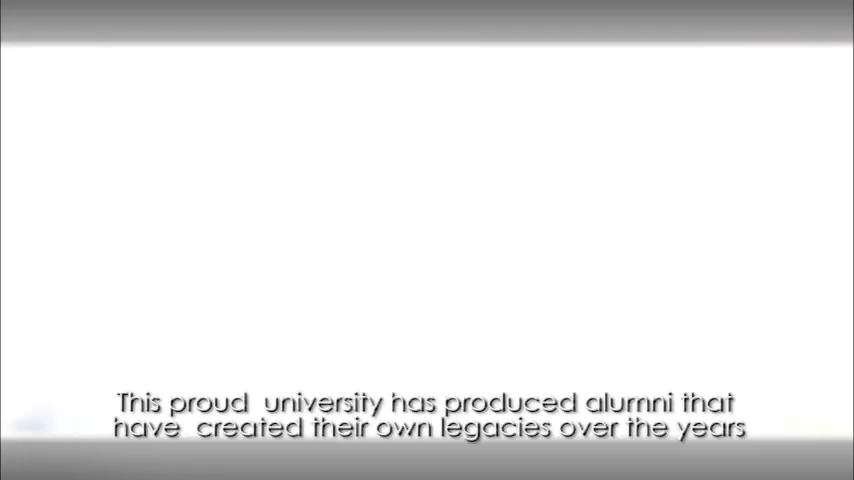 This proud university has produced alumni that
have created their own legacies over the years